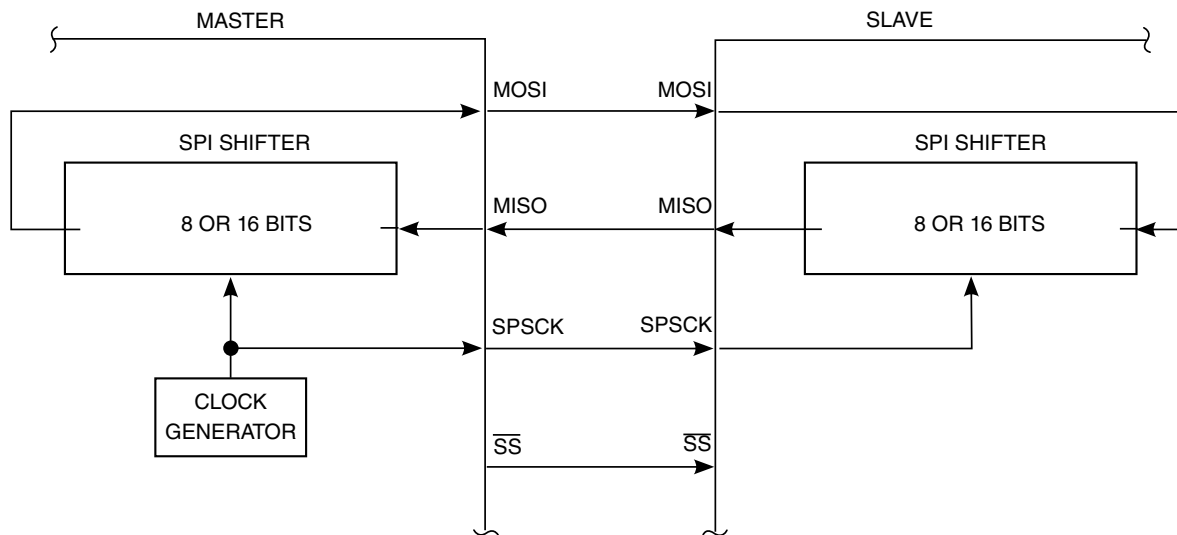 MASTER
SLAVE
MOSI
MOSI
SPI SHIFTER
SPI SHIFTER
8 OR 16 BITS
MISO
MISO
8 OR 16 BITS
SPSCK
SPSCK
CLOCK
GENERATOR
SS
SS